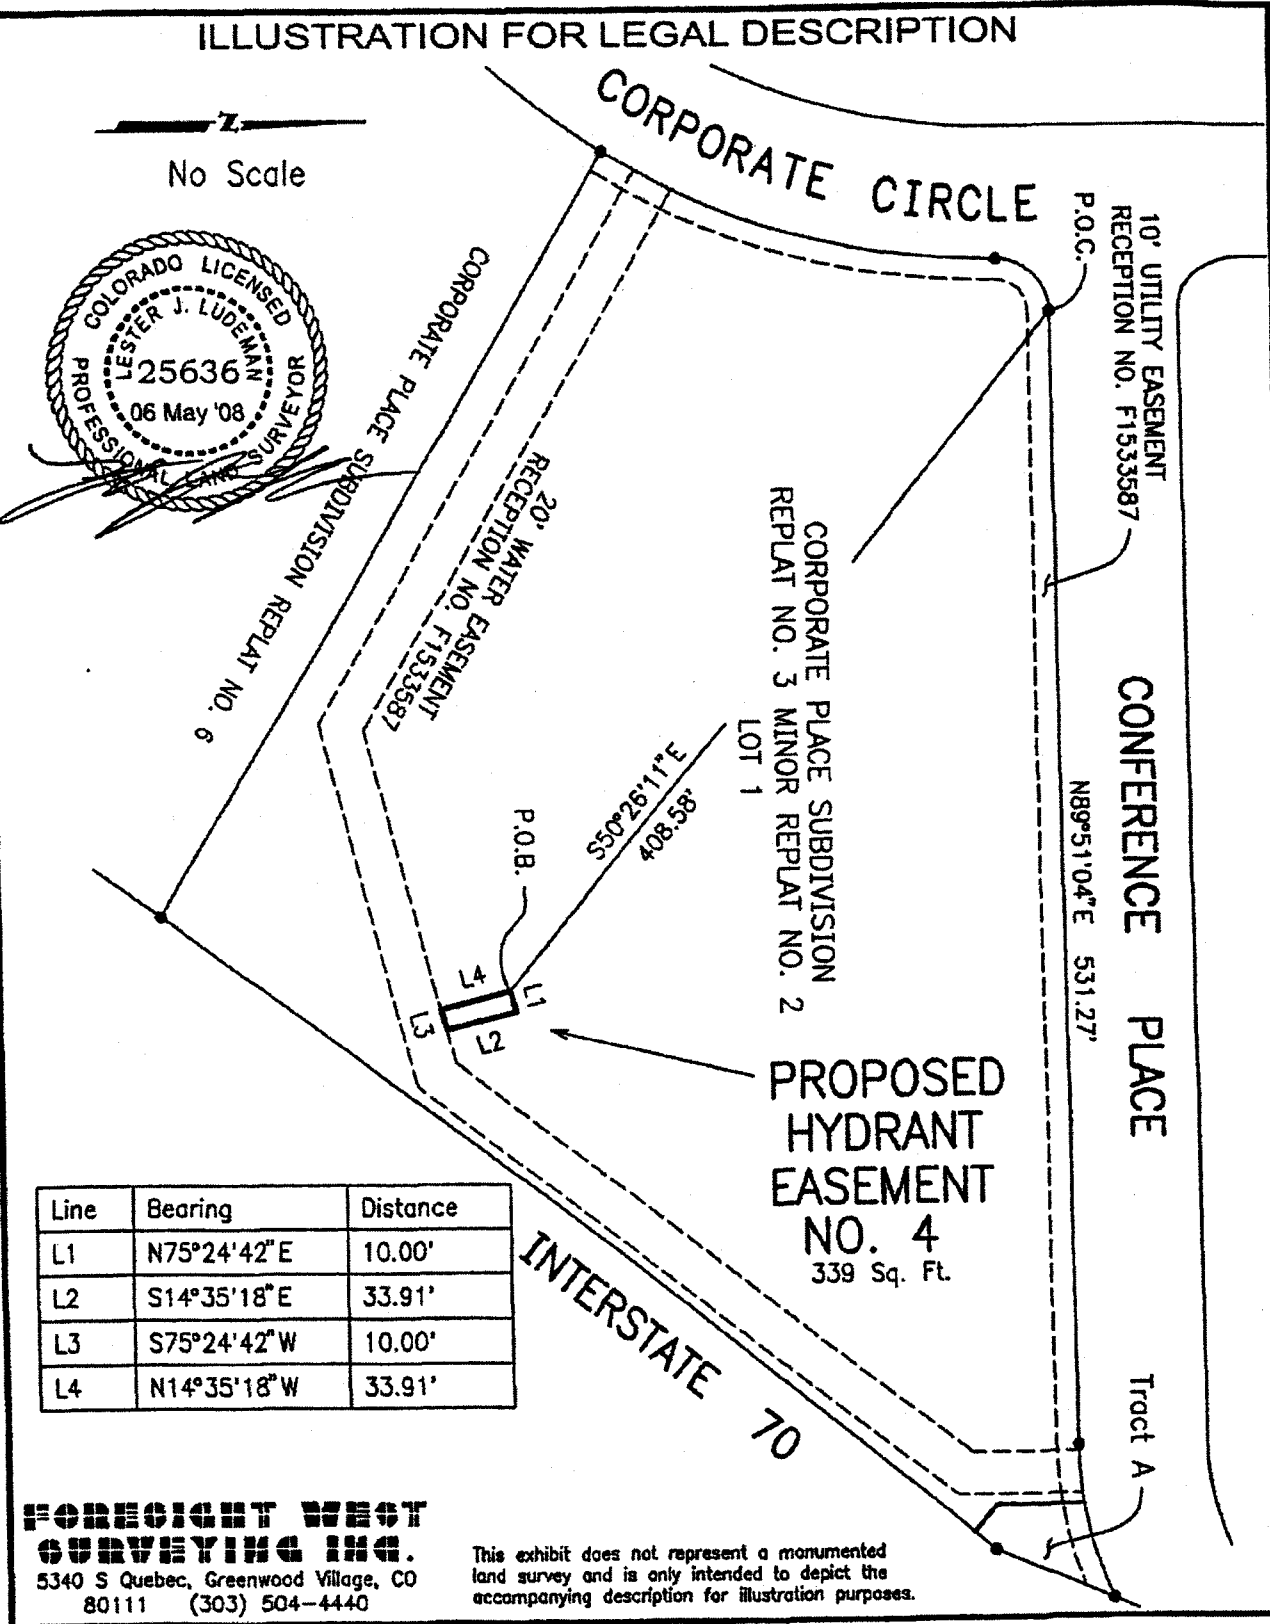 ILLUSTRATION FOR LEGAL DESCRIPTION
Z
No Scale
COLORADO LICENSED
PROFESSIONAL LAND SURVEYOR
LESTER J. LUDEMAN
25636
06 May '08
CORPORATE CIRCLE
10' UTILITY EASEMENT
RECEPTION NO. F1533587
P.O.C.
CORPORATE PLACE SUBDIVISION REPLAT NO. 6
20' WATER EASEMENT
RECEPTION NO. F1533587
CORPORATE PLACE SUBDIVISION
REPLAT NO. 3 MINOR REPLAT NO. 2
LOT 1
CONFERENCE PLACE
N89°51'04"E 531.27'
S50°26'11"E
408.58'
P.O.B.
L1
L2
L3
L4
PROPOSED
HYDRANT
EASEMENT
NO. 4
339 Sq. Ft.
INTERSTATE 70
Tract A
Line Bearing Distance
L1 N75°24'42"E 10.00'
L2 S14°35'18"E 33.91'
L3 S75°24'42"W 10.00'
L4 N14°35'18"W 33.91'
FORESIGHT WEST
SURVEYING INC.
5340 S Quebec, Greenwood Village, CO
80111 (303) 504-4440
This exhibit does not represent a monumented
land survey and is only intended to depict the
accompanying description for illustration purposes.